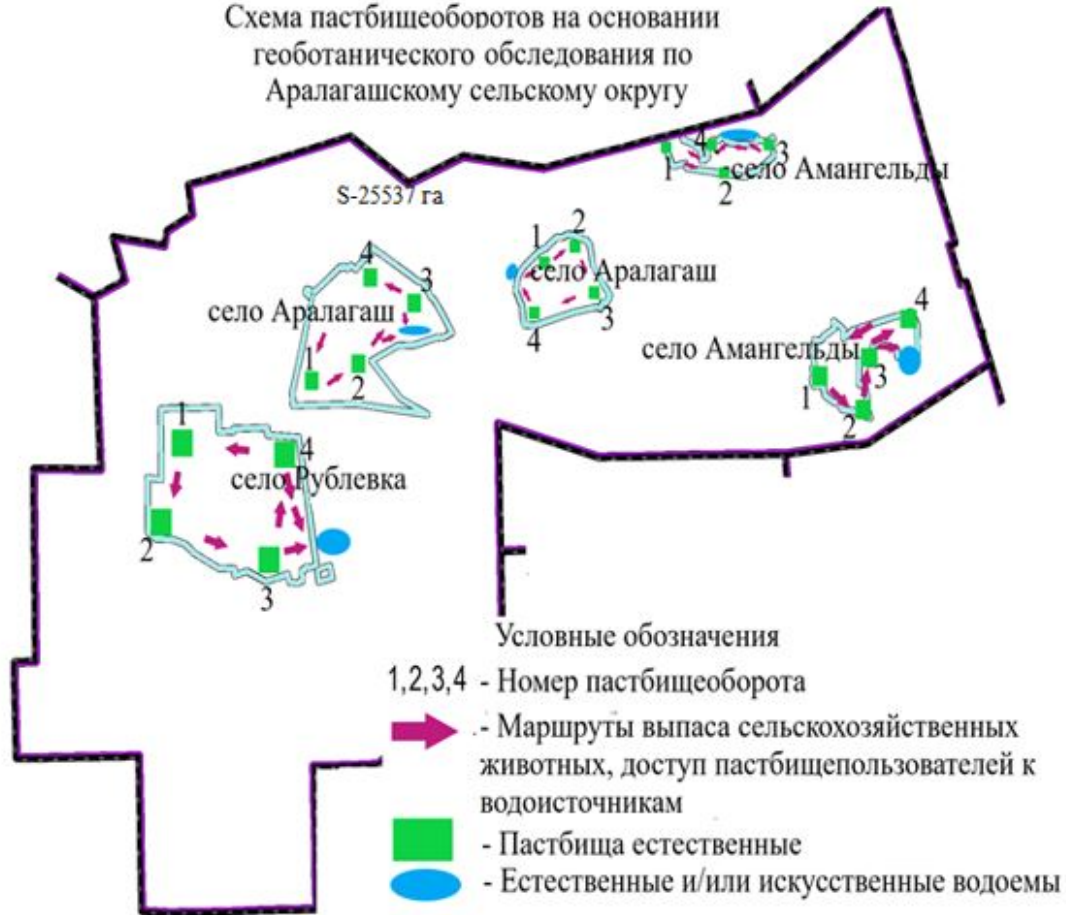 Схема пастбищеоборотов на основании
геоботанического обследования по
Аралагашскому сельскому округу
S-25537 га
4
1
2
3
село Амангельды
1
2
3
4
село Аралагаш
4
3
село Аралагаш
1
2
4
село Амангельды
1
2
3
1
4
село Рублевка
2
3
Условные обозначения
1,2,3,4 - Номер пастбищеоборота
- Маршруты выпаса сельскохозяйственных
животных, доступ пастбищепользователей к
водоисточникам
- Пастбища естественные
- Естественные и/или искусственные водоемы